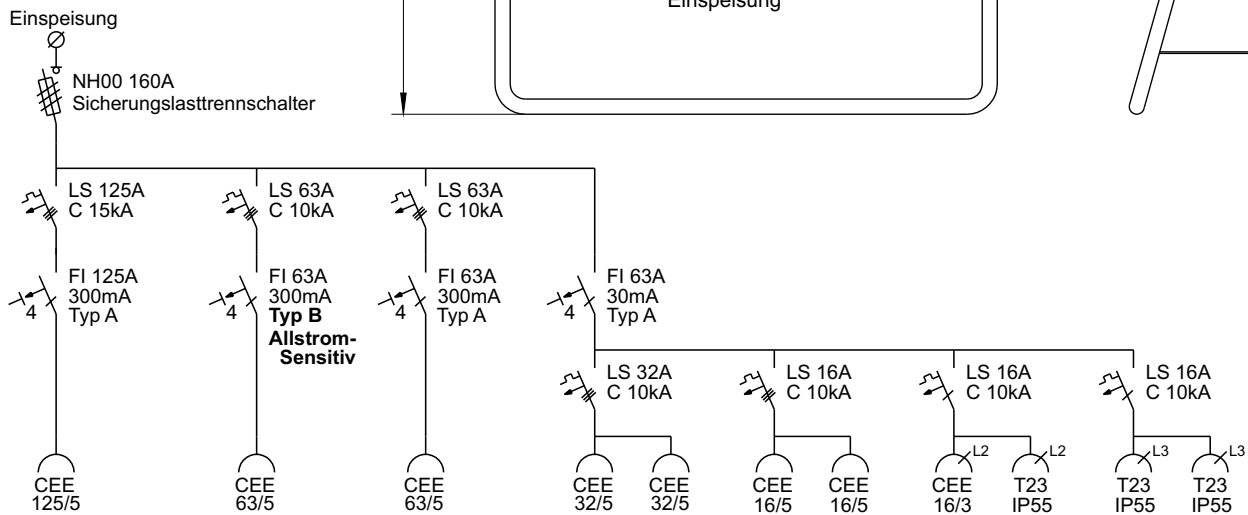 Einspeisung
Einspeisung
NH00 160A
Sicherungslasttrennschalter
LS 125A
C 15kA
LS 63A
C 10kA
LS 63A
C 10kA
FI 125A
300mA
Typ A
4
FI 63A
300mA
Typ B
Allstrom-
Sensitiv
4
FI 63A
300mA
Typ A
4
FI 63A
30mA
Typ A
4
LS 32A
C 10kA
LS 16A
C 10kA
LS 16A
C 10kA
LS 16A
C 10kA
CEE
125/5
CEE
63/5
CEE
63/5
CEE
32/5
CEE
32/5
CEE
16/5
CEE
16/5
L2
CEE
16/3
L2
T23
IP55
L3
T23
IP55
L3
T23
IP55